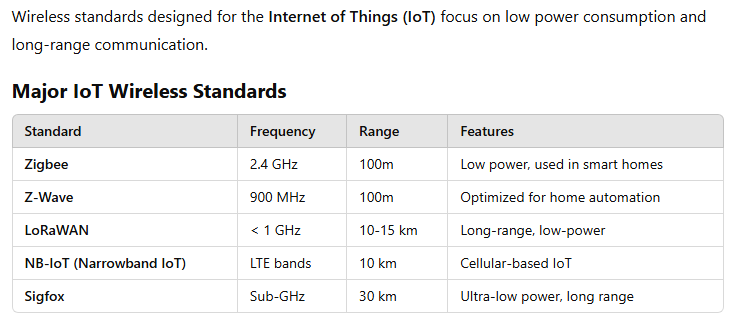 Wireless standards designed for the Internet of Things (IoT) focus on low power consumption and
long-range communication.
Major IoT Wireless Standards
Standard Frequency Range Features
Zigbee 2.4 GHz 100m Low power, used in smart homes
Z-Wave 900 MHz 100m Optimized for home automation
LoRaWAN < 1 GHz 10-15 km Long-range, low-power
NB-IoT (Narrowband IoT) LTE bands 10 km Cellular-based IoT
Sigfox Sub-GHz 30 km Ultra-low power, long range